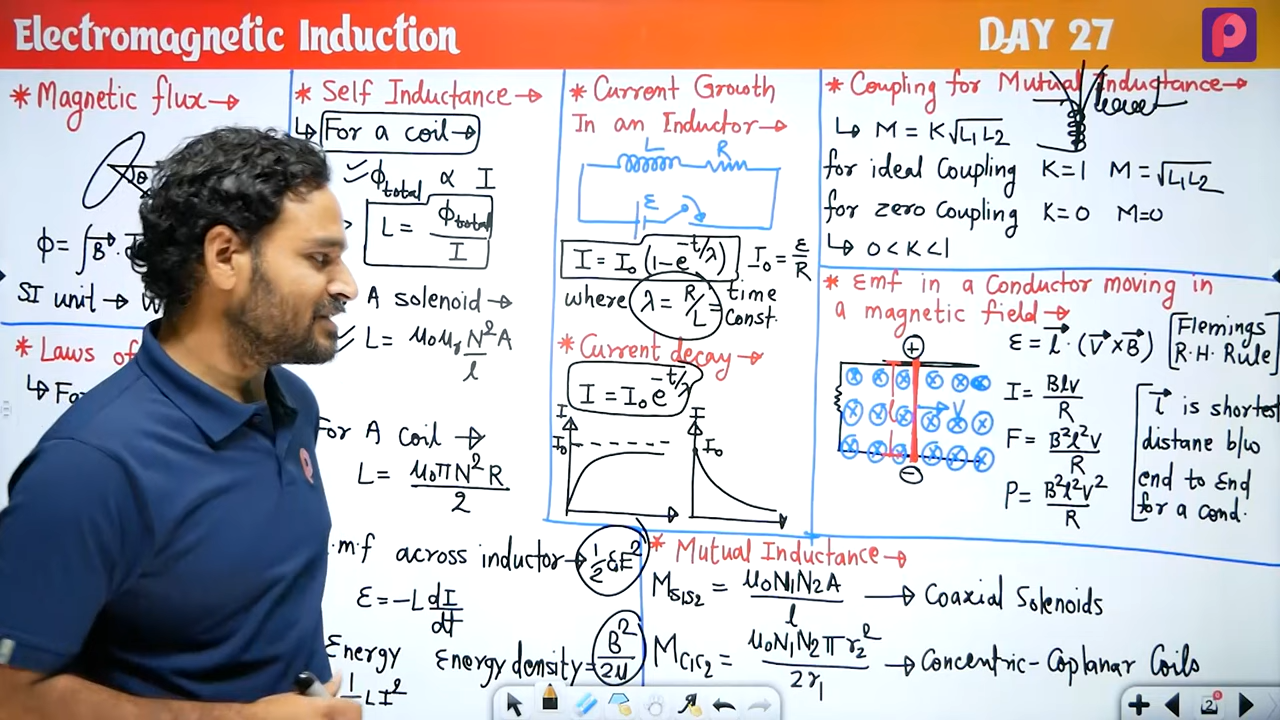 Electromagnetic Induction
DAY 27
* Magnetic flux →
θ
ϕ = ∫B→ ·
SI unit →
* Laws of
↳
* Self Inductance →
↳ For a coil →
✓ ϕtotal ∝ I
L = ϕtotal / I
A solenoid →
✓ L = μ0μr N²A / l
For A coil →
L = μ0πN²R / 2
m.f across inductor → ½ εE²
ε = -L dI/dt
Energy
½ LI²
Energy density = B²/2μ
* Current Growth
In an Inductor →
L R
ε
I = I0 (1 - e^-t/λ) I0 = ε/R
where λ = R/L = time const.
* Current decay →
I = I0 e^-t/λ
I I0
I I0
* Coupling for Mutual Inductance →
↳ M = K√L1L2
for ideal Coupling K=1 M = √L1L2
for zero Coupling K=0 M=0
↳ 0 < K < 1
* Emf in a Conductor moving in
a magnetic field →
+
l
V
−
ε = l→ · (V→ × B→) [Flemings R.H. Rule]
I = Blv / R
F = B²l²V / R
P = B²l²V² / R
[l→ is shortest
distane b/w
end to End
for a cond.
* Mutual Inductance →
MS1S2 = μ0N1N2A / l → Coaxial Solenoids
MC1C2 = μ0N1N2πr2² / 2r1 → Concentric-Coplanar Coils
2